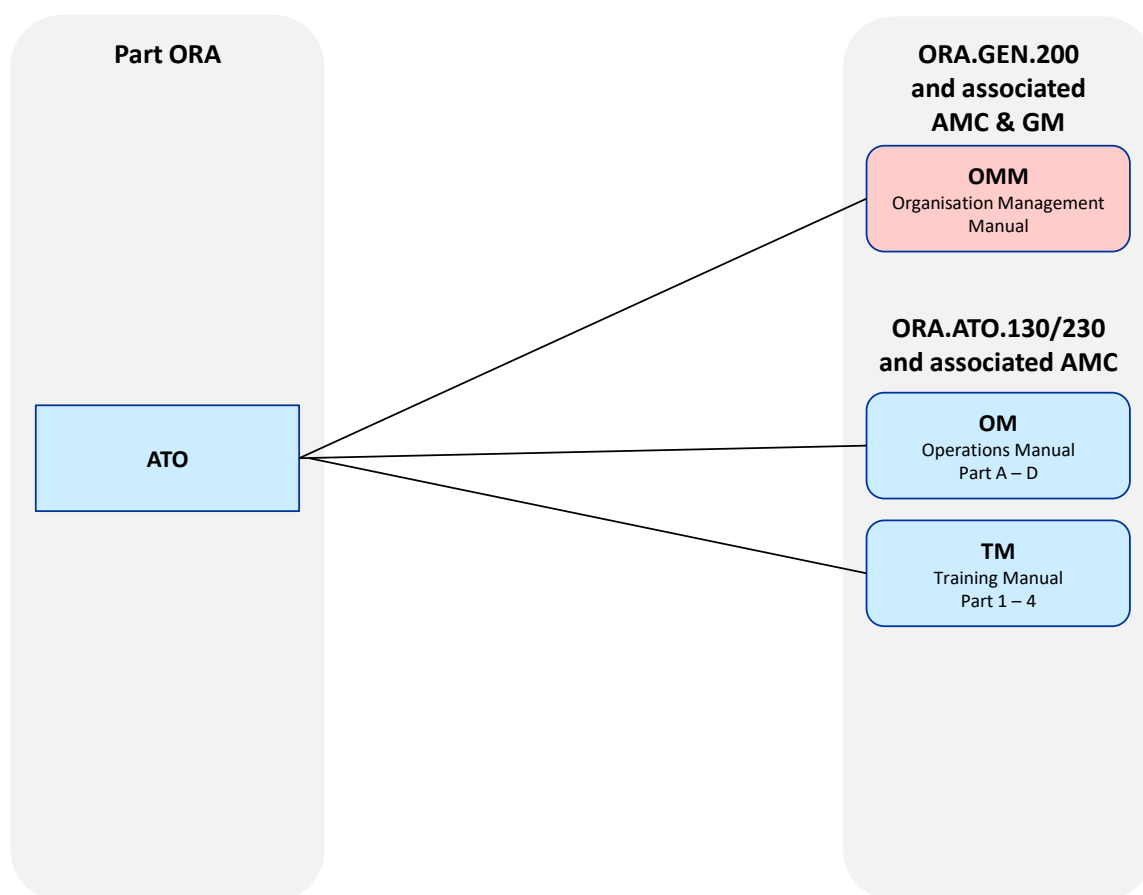 Part ORA
ATO
ORA.GEN.200
and associated
AMC & GM
OMM
Organisation Management
Manual
ORA.ATO.130/230
and associated AMC
OM
Operations Manual
Part A – D
TM
Training Manual
Part 1 – 4